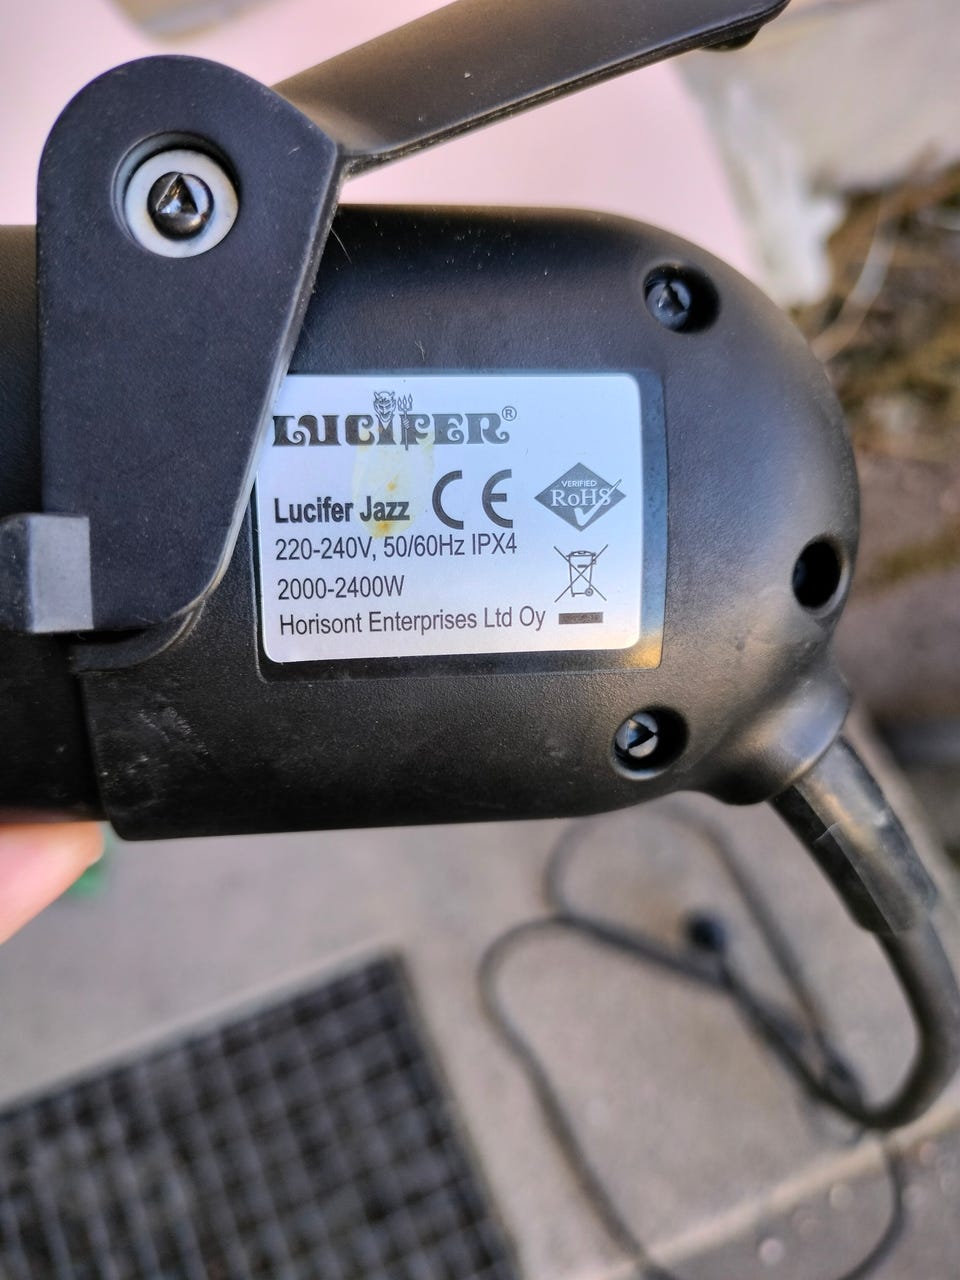 LUCIFER®
Lucifer Jazz CE
VERIFIED
RoHS
220-240V, 50/60Hz IPX4
2000-2400W
Horisont Enterprises Ltd Oy